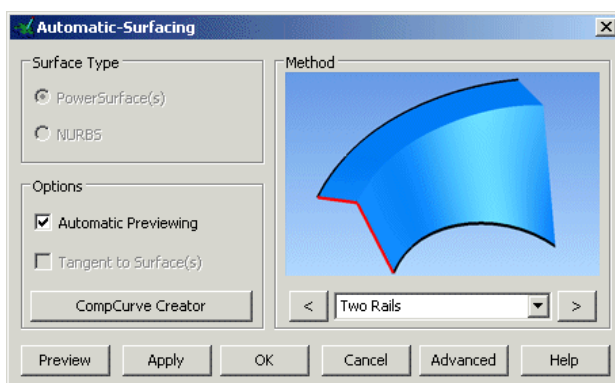 Automatic-Surfacing
Surface Type
PowerSurface(s)
NURBS
Options
Automatic Previewing
Tangent to Surface(s)
CompCurve Creator
Method
< Two Rails >
Preview Apply OK Cancel Advanced Help